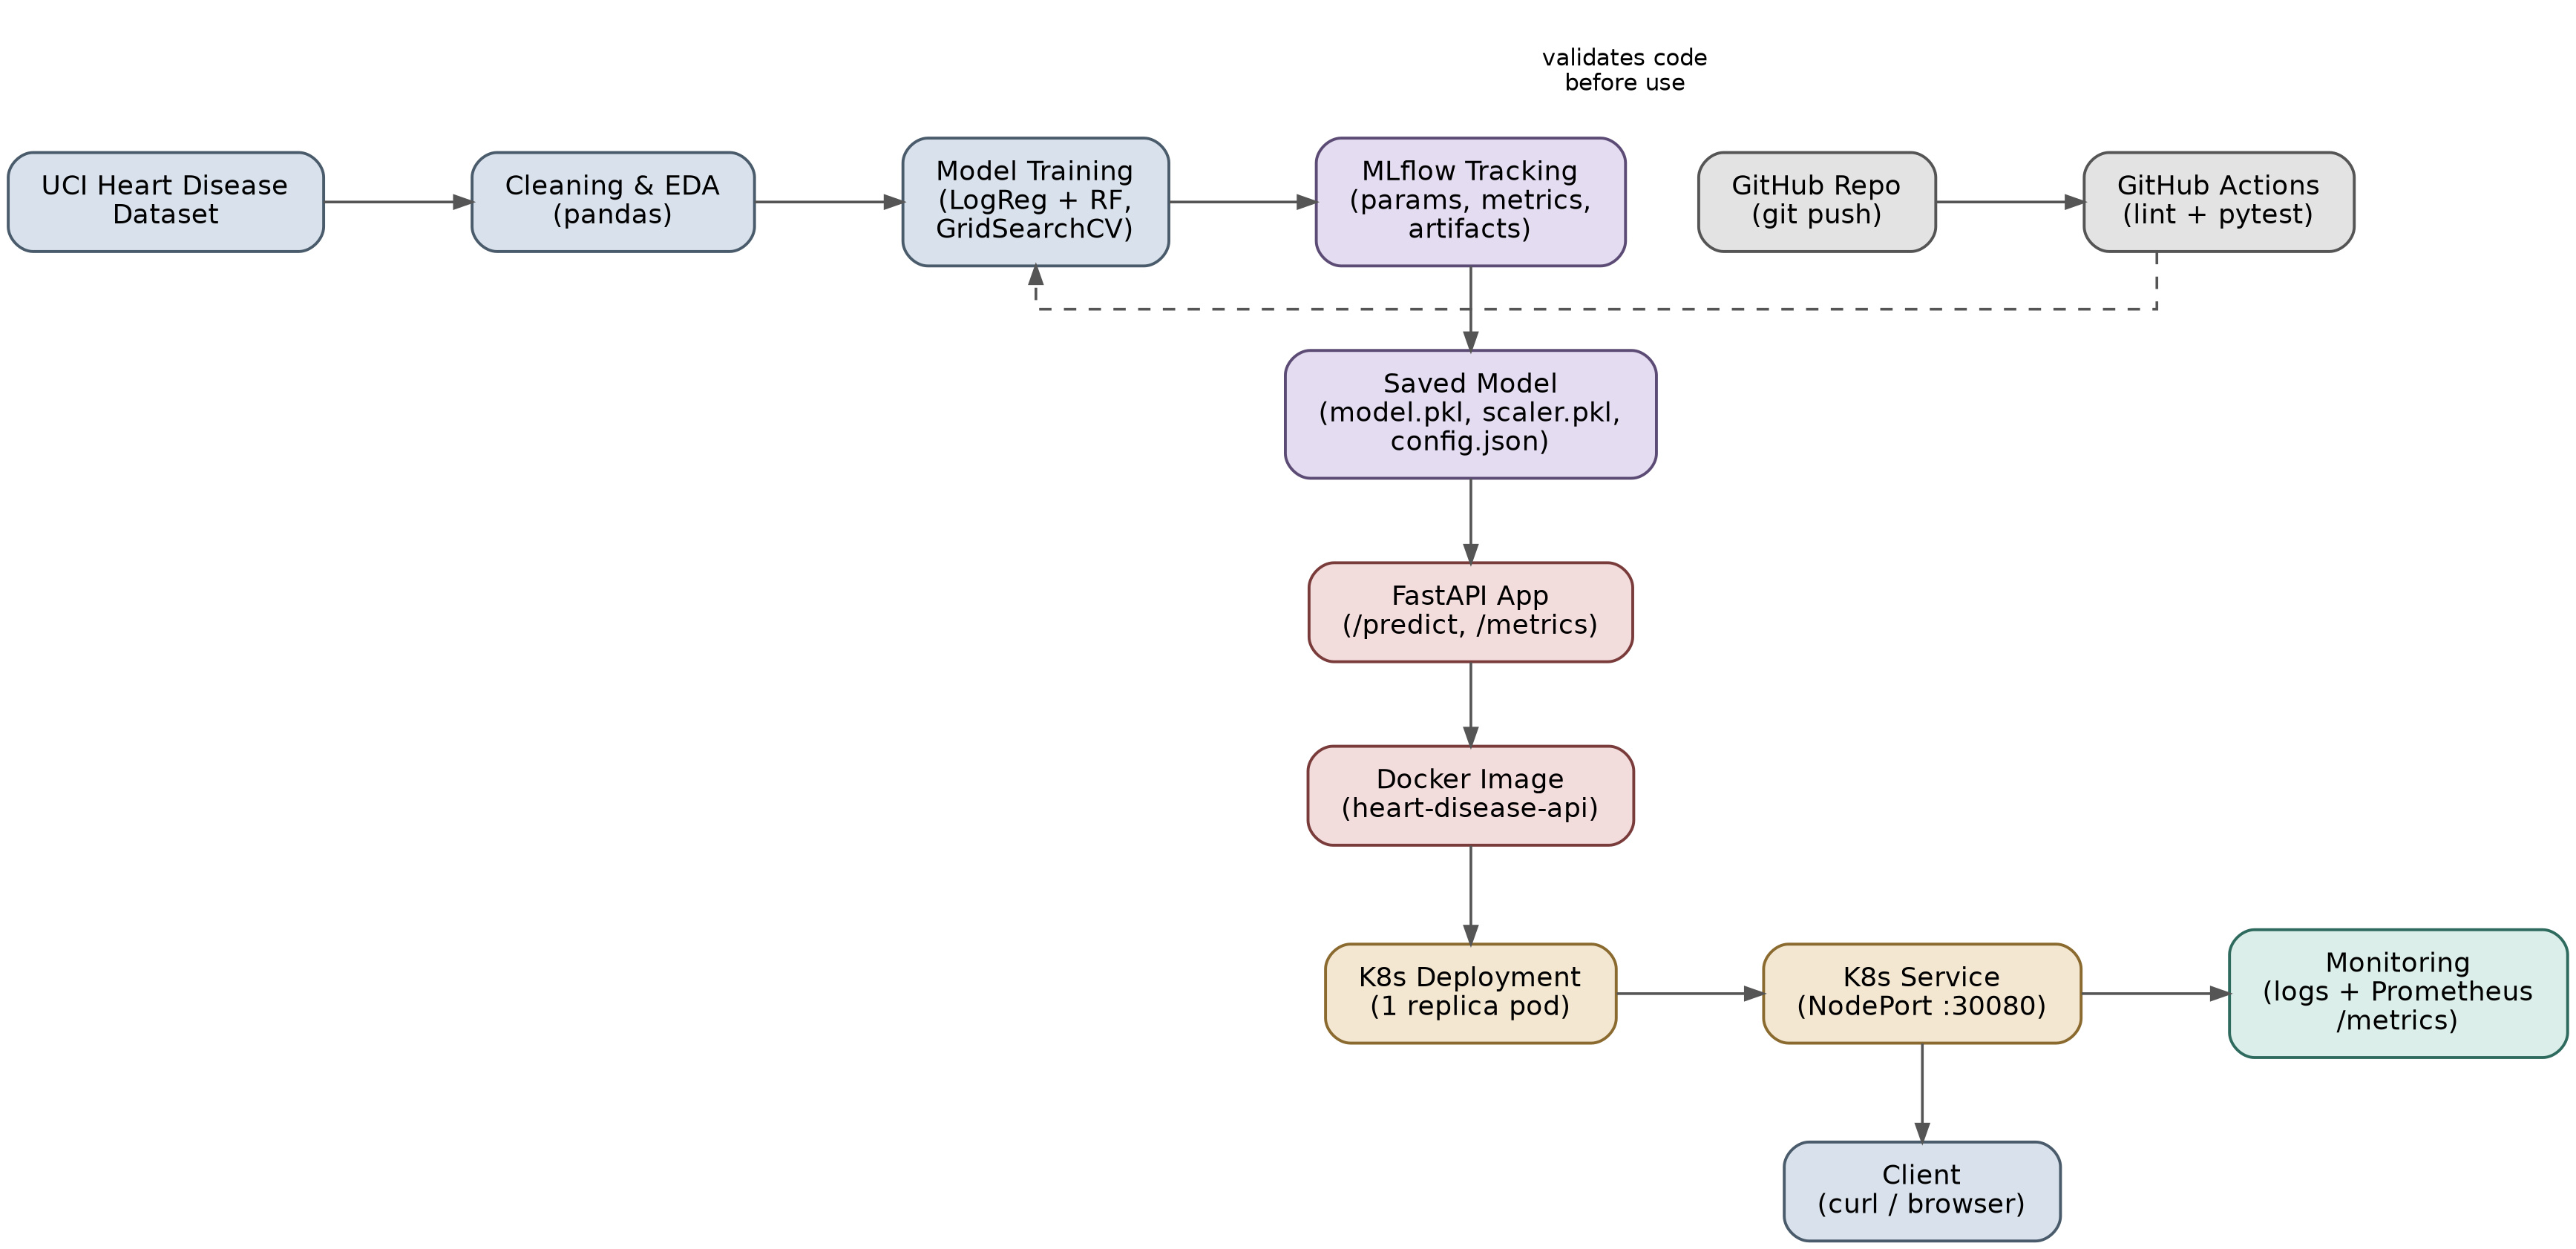 validates code
before use
UCI Heart Disease
Dataset
Cleaning & EDA
(pandas)
Model Training
(LogReg + RF,
GridSearchCV)
MLflow Tracking
(params, metrics,
artifacts)
GitHub Repo
(git push)
GitHub Actions
(lint + pytest)
Saved Model
(model.pkl, scaler.pkl,
config.json)
FastAPI App
(/predict, /metrics)
Docker Image
(heart-disease-api)
K8s Deployment
(1 replica pod)
K8s Service
(NodePort :30080)
Monitoring
(logs + Prometheus
/metrics)
Client
(curl / browser)